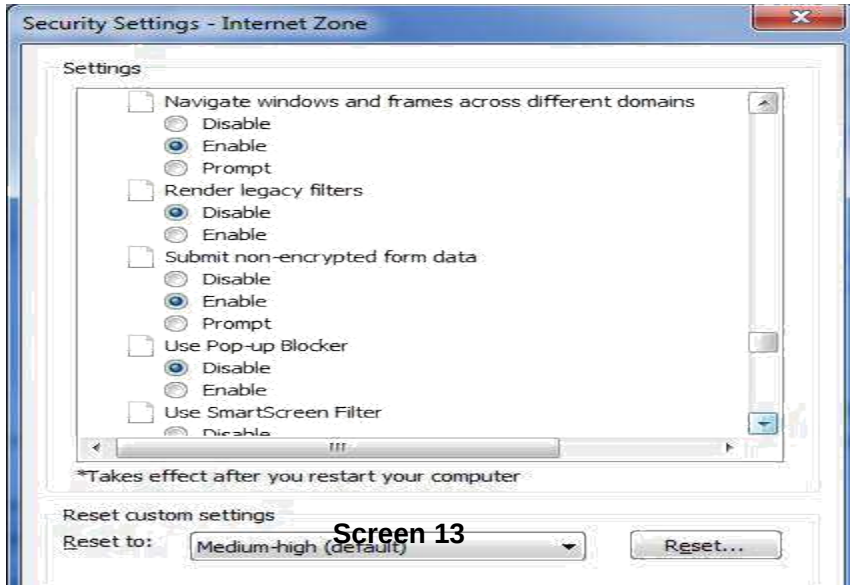 Security Settings - Internet Zone
Settings
Navigate windows and frames across different domains
Disable
Enable
Prompt
Render legacy filters
Disable
Enable
Submit non-encrypted form data
Disable
Enable
Prompt
Use Pop-up Blocker
Disable
Enable
Use SmartScreen Filter
Disable
*Takes effect after you restart your computer
Reset custom settings
Screen 13
Reset to: Medium-high (default) Reset...